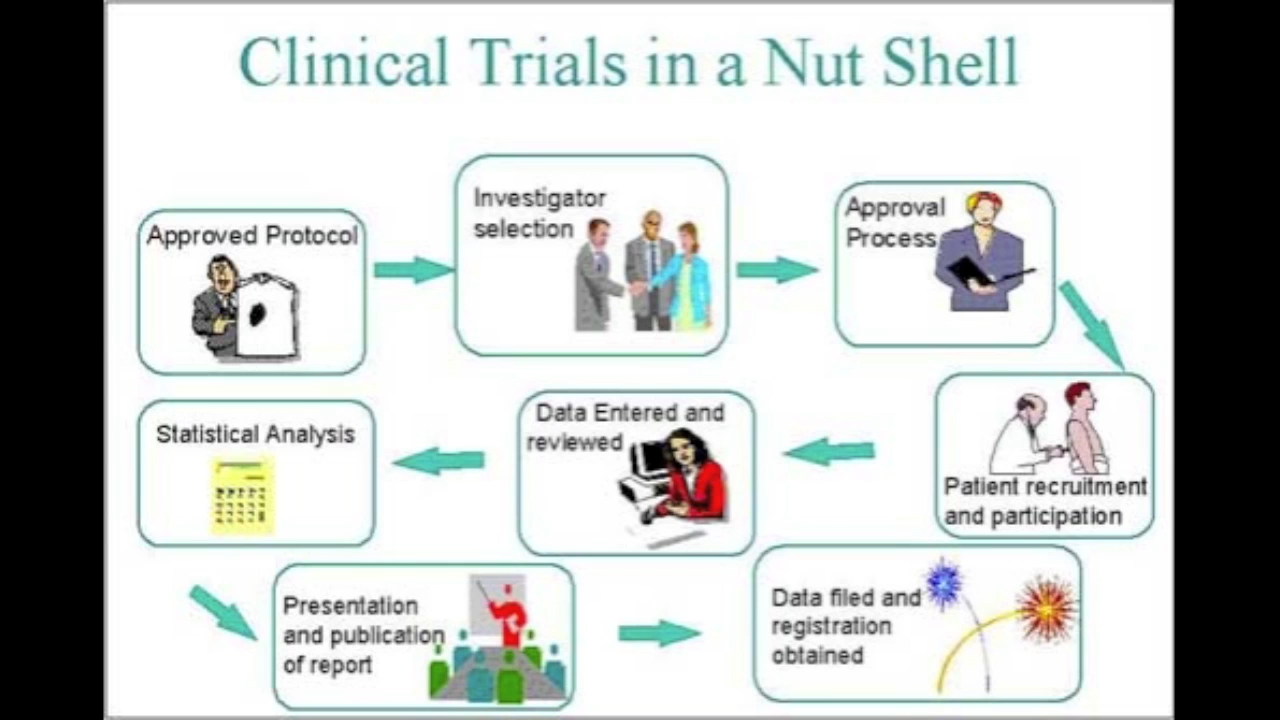 Clinical Trials in a Nut Shell
Approved Protocol
Investigator
selection
Approval
Process
Patient recruitment
and participation
Data Entered and
reviewed
Statistical Analysis
Presentation
and publication
of report
Data filed and
registration
obtained